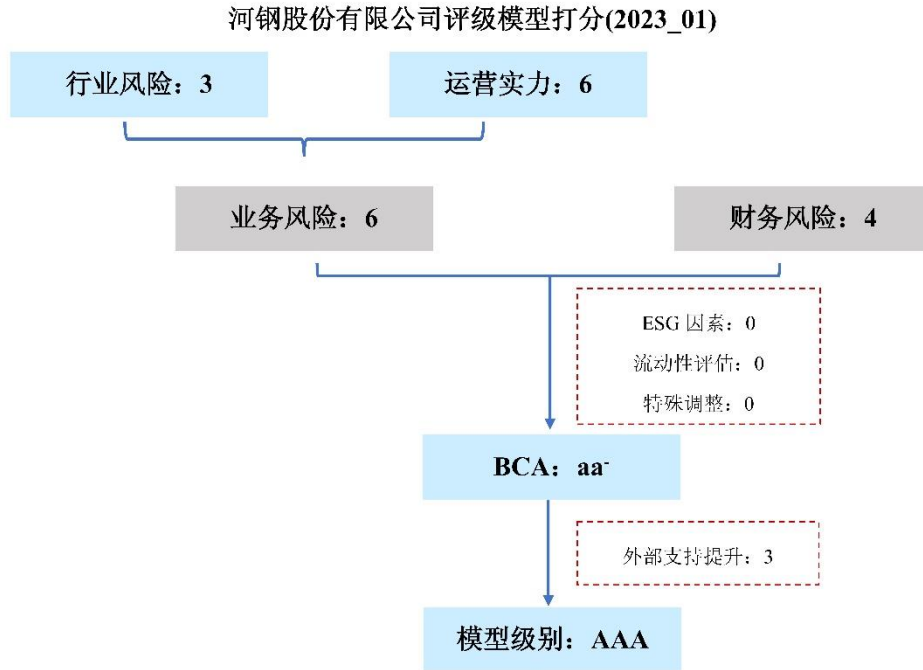 河钢股份有限公司评级模型打分(2023_01)
行业风险：3
运营实力：6
业务风险：6
财务风险：4
ESG 因素：0
流动性评估：0
特殊调整：0
BCA：aa⁻
外部支持提升：3
模型级别：AAA